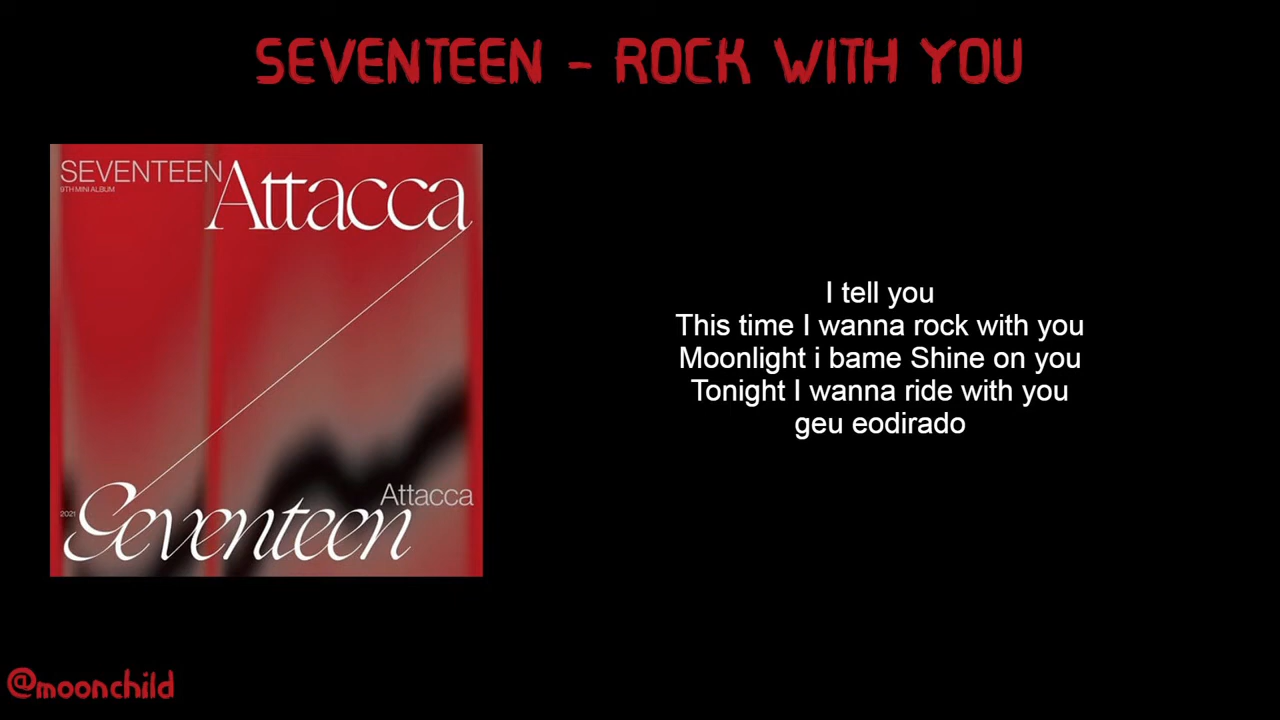 SEVENTEEN - ROCK WITH YOU
SEVENTEEN
9TH MINI ALBUM
Attacca
I tell you
This time I wanna rock with you
Moonlight i bame Shine on you
Tonight I wanna ride with you
geu eodirado
Attacca
2021
Seventeen
@moonchild